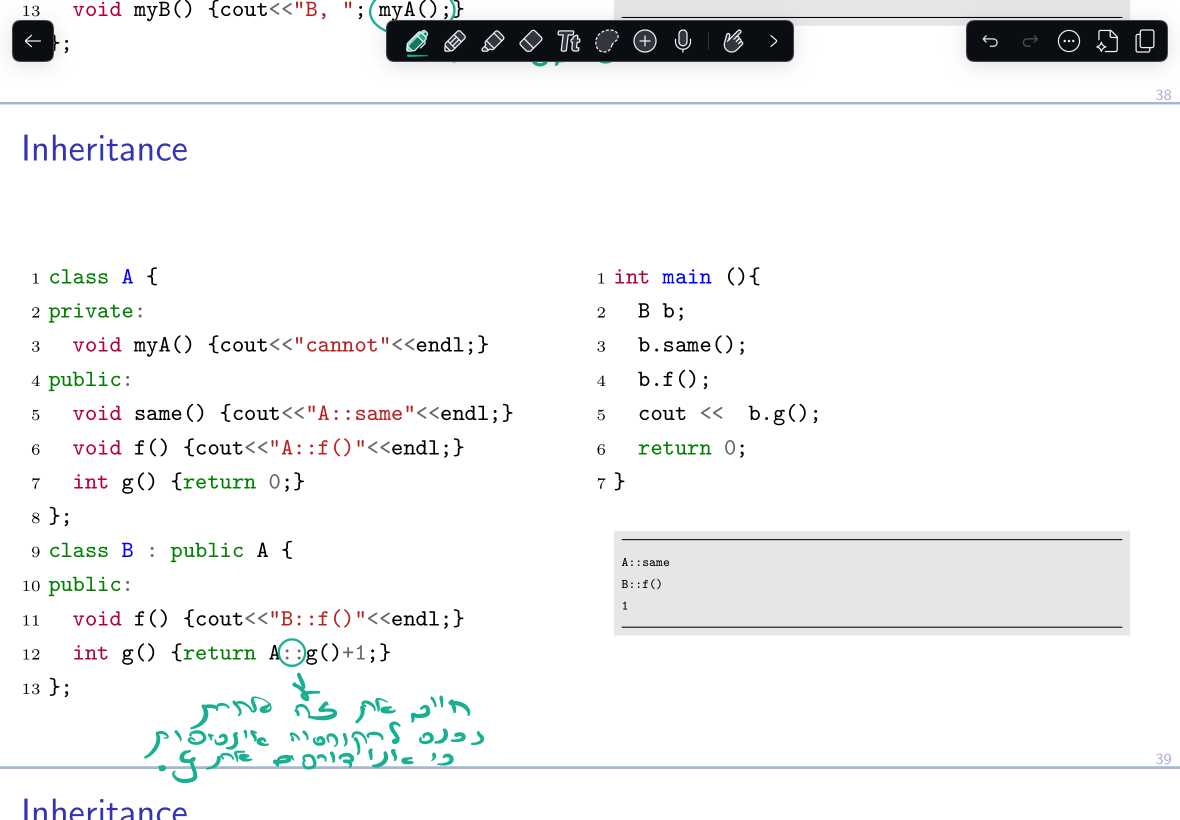 13 void myB() {cout<<"B, "; myA();}
};
Tt
38
Inheritance
1 class A {
2 private:
3 void myA() {cout<<"cannot"<<endl;}
4 public:
5 void same() {cout<<"A::same"<<endl;}
6 void f() {cout<<"A::f()"<<endl;}
7 int g() {return 0;}
8 };
9 class B : public A {
10 public:
11 void f() {cout<<"B::f()"<<endl;}
12 int g() {return A::g()+1;}
13 };
חייב את זה אחרת
נכנס לרקורסיה אינסופית
כי אנו דורסים את g.
1 int main (){
2 B b;
3 b.same();
4 b.f();
5 cout << b.g();
6 return 0;
7 }
A::same
B::f()
1
39
Inheritance